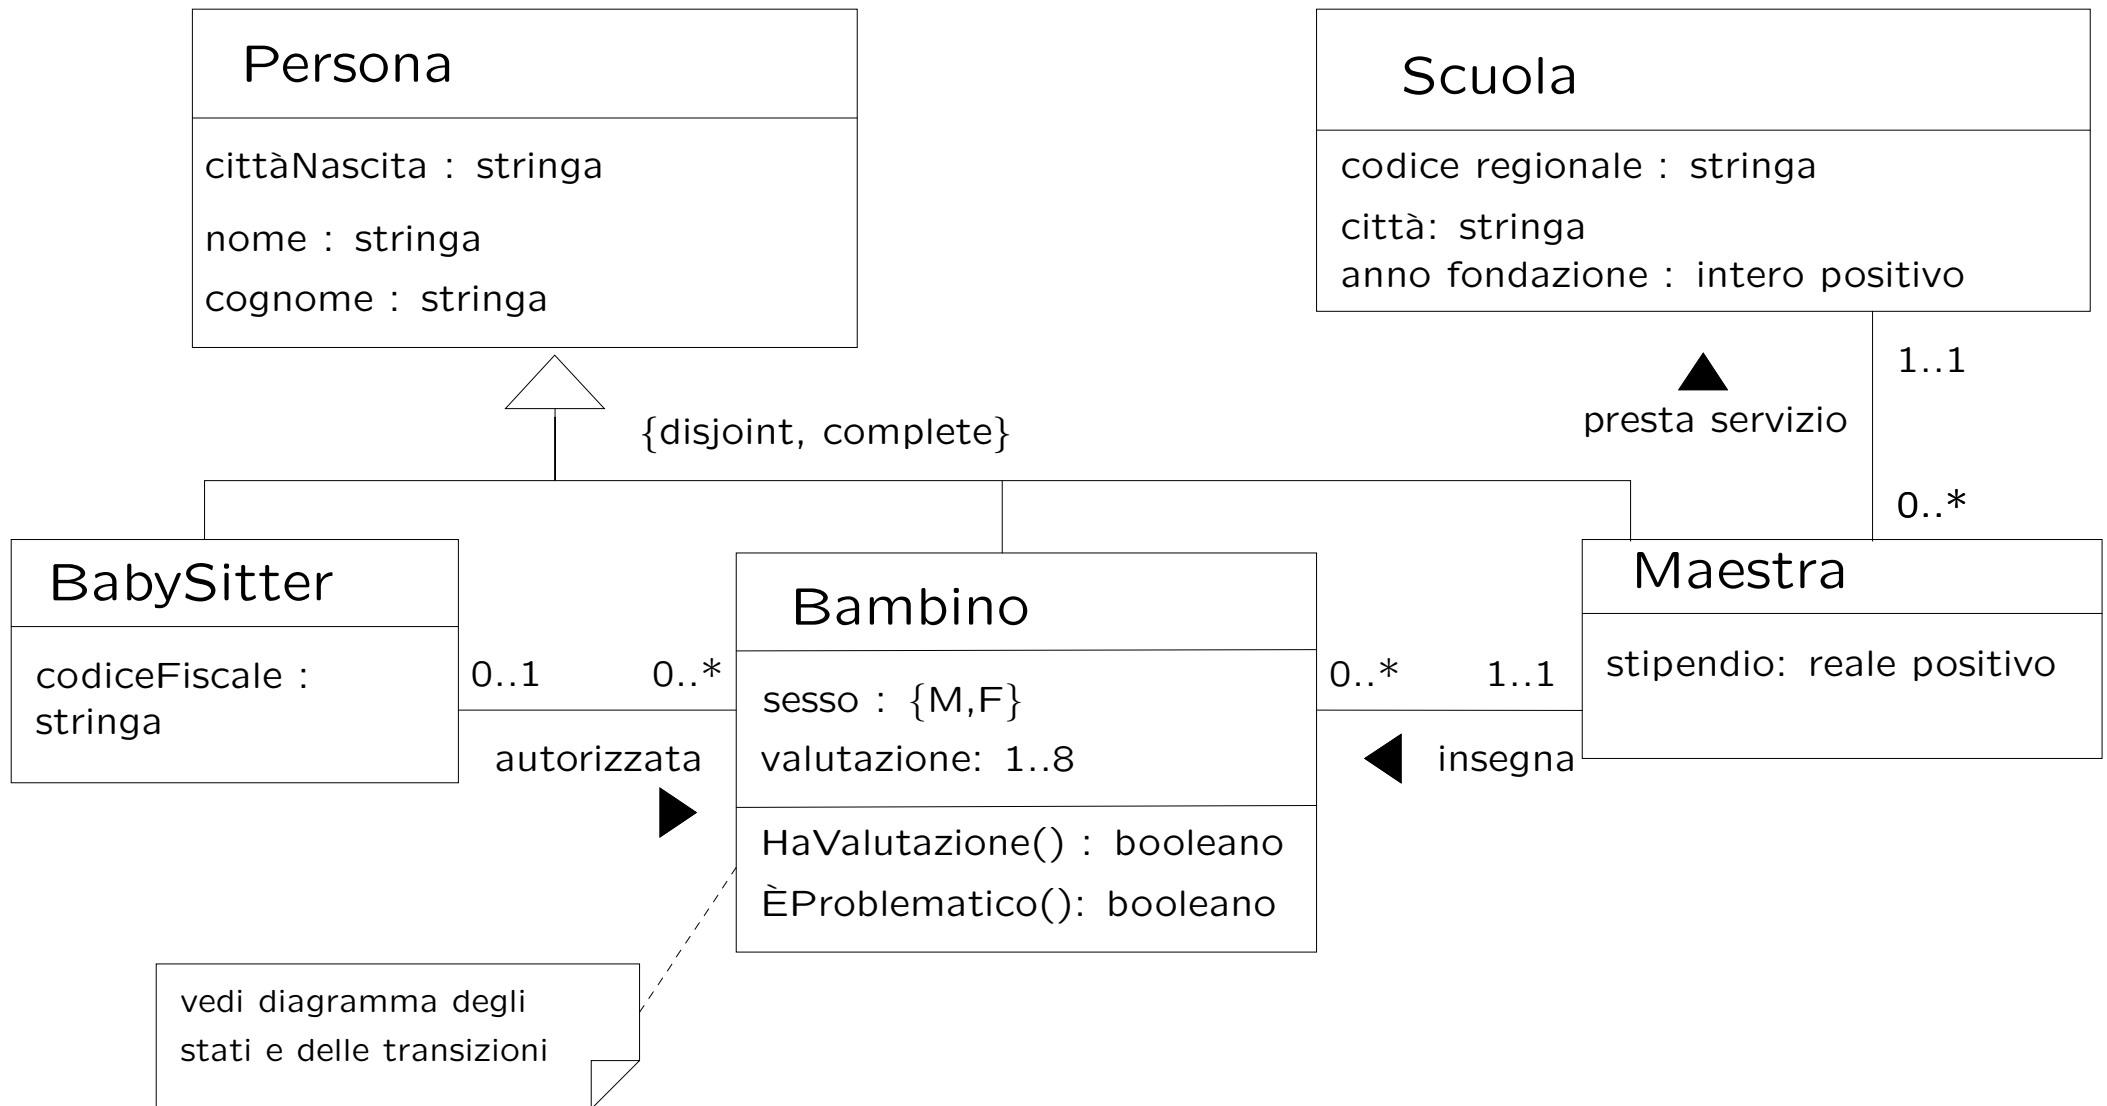 Persona
cittàNascita : stringa
nome : stringa
cognome : stringa
Scuola
codice regionale : stringa
città: stringa
anno fondazione : intero positivo
1..1
presta servizio
0..*
{disjoint, complete}
BabySitter
codiceFiscale :
stringa
0..1
0..*
autorizzata
Bambino
sesso : {M,F}
valutazione: 1..8
HaValutazione() : booleano
ÈProblematico(): booleano
0..*
1..1
insegna
Maestra
stipendio: reale positivo
vedi diagramma degli
stati e delle transizioni